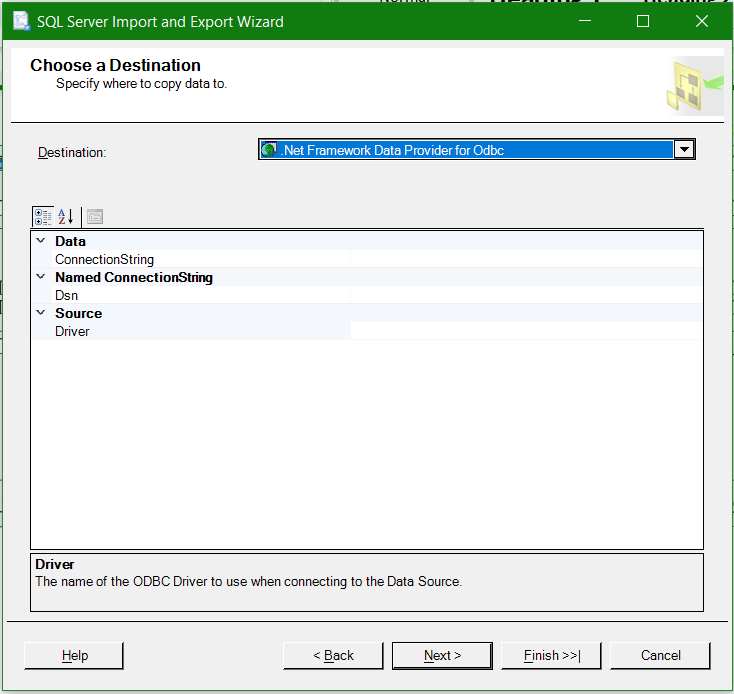 SQL Server Import and Export Wizard
Choose a Destination
Specify where to copy data to.
Destination:
.Net Framework Data Provider for Odbc
Data
ConnectionString
Named ConnectionString
Dsn
Source
Driver
Driver
The name of the ODBC Driver to use when connecting to the Data Source.
Help
< Back
Next >
Finish >>|
Cancel